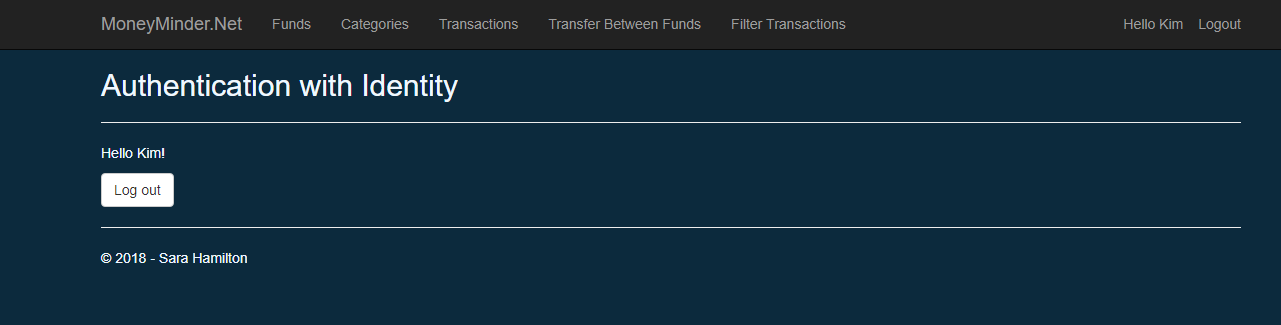 MoneyMinder.Net Funds Categories Transactions Transfer Between Funds Filter Transactions Hello Kim Logout
Authentication with Identity
Hello Kim!
Log out
© 2018 - Sara Hamilton